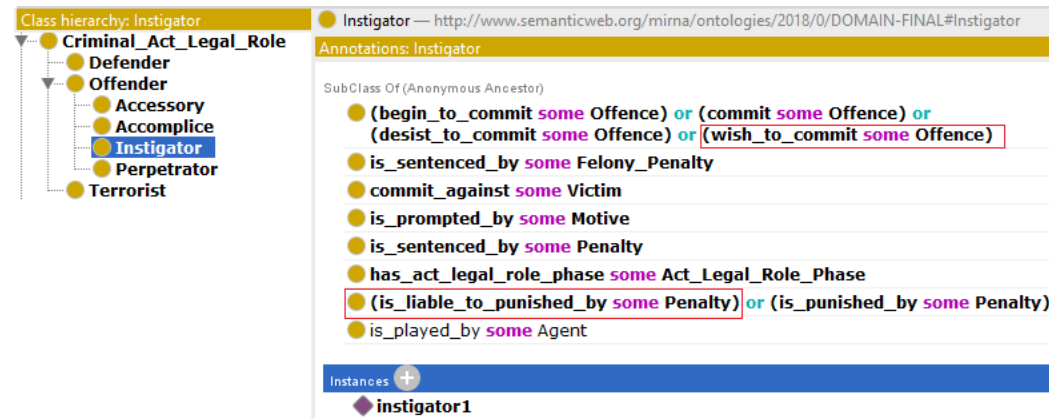 Class hierarchy: Instigator
Criminal_Act_Legal_Role
Defender
Offender
Accessory
Accomplice
Instigator
Perpetrator
Terrorist
Instigator — http://www.semanticweb.org/mirna/ontologies/2018/0/DOMAIN-FINAL#Instigator
Annotations: Instigator
SubClass Of (Anonymous Ancestor)
(begin_to_commit some Offence) or (commit some Offence) or
(desist_to_commit some Offence) or (wish_to_commit some Offence)
is_sentenced_by some Felony_Penalty
commit_against some Victim
is_prompted_by some Motive
is_sentenced_by some Penalty
has_act_legal_role_phase some Act_Legal_Role_Phase
(is_liable_to_punished_by some Penalty) or (is_punished_by some Penalty)
is_played_by some Agent
Instances
instigator1